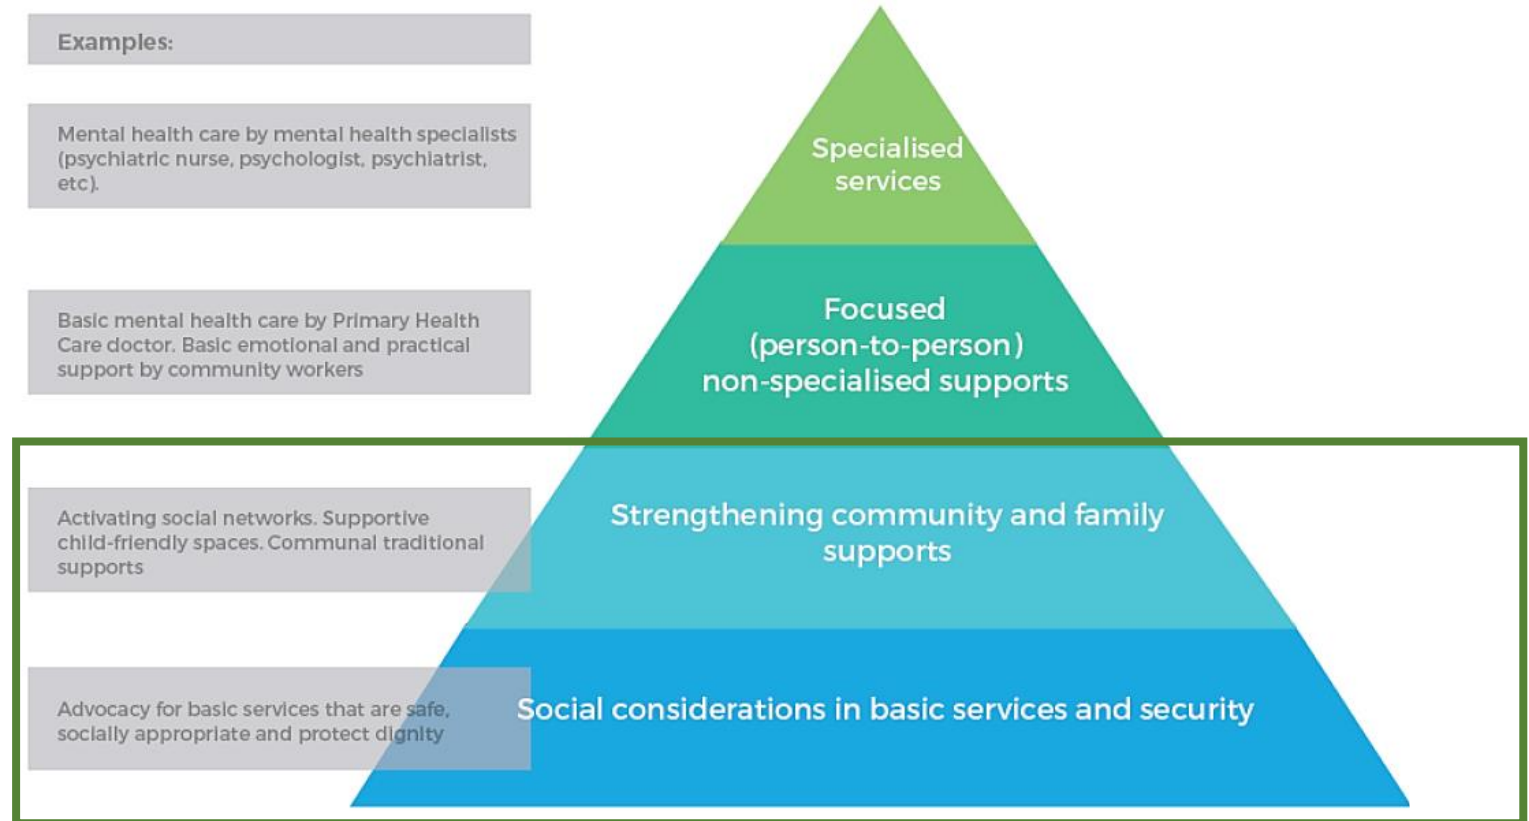 Examples:
Mental health care by mental health specialists
(psychiatric nurse, psychologist, psychiatrist,
etc).
Specialised
services
Basic mental health care by Primary Health
Care doctor. Basic emotional and practical
support by community workers
Focused
(person-to-person)
non-specialised supports
Activating social networks. Supportive
child-friendly spaces. Communal traditional
supports
Strengthening community and family
supports
Advocacy for basic services that are safe,
socially appropriate and protect dignity
Social considerations in basic services and security